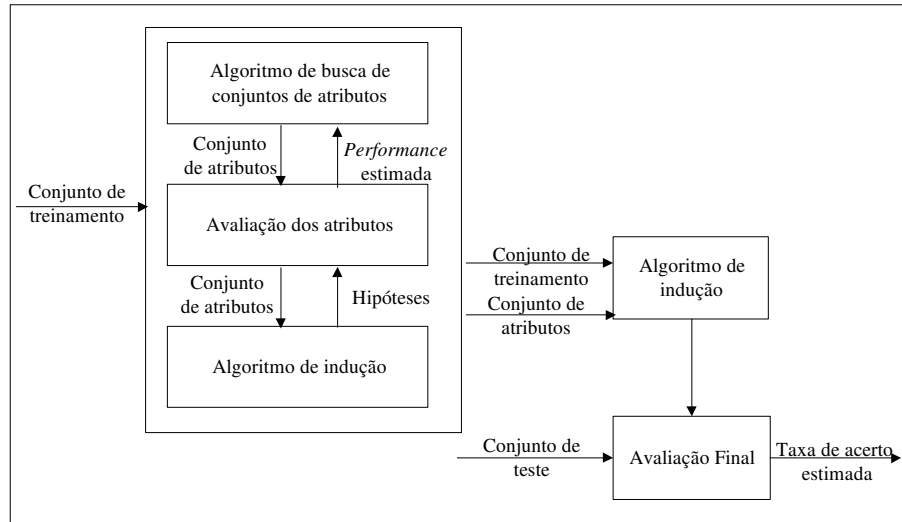 Algoritmo de busca de
conjuntos de atributos
Conjunto
de atributos
Performance
estimada
Conjunto de
treinamento
Avaliação dos atributos
Conjunto
de atributos
Hipóteses
Algoritmo de indução
Conjunto de
treinamento
Conjunto de
atributos
Algoritmo de
indução
Conjunto de
teste
Avaliação Final
Taxa de acerto
estimada